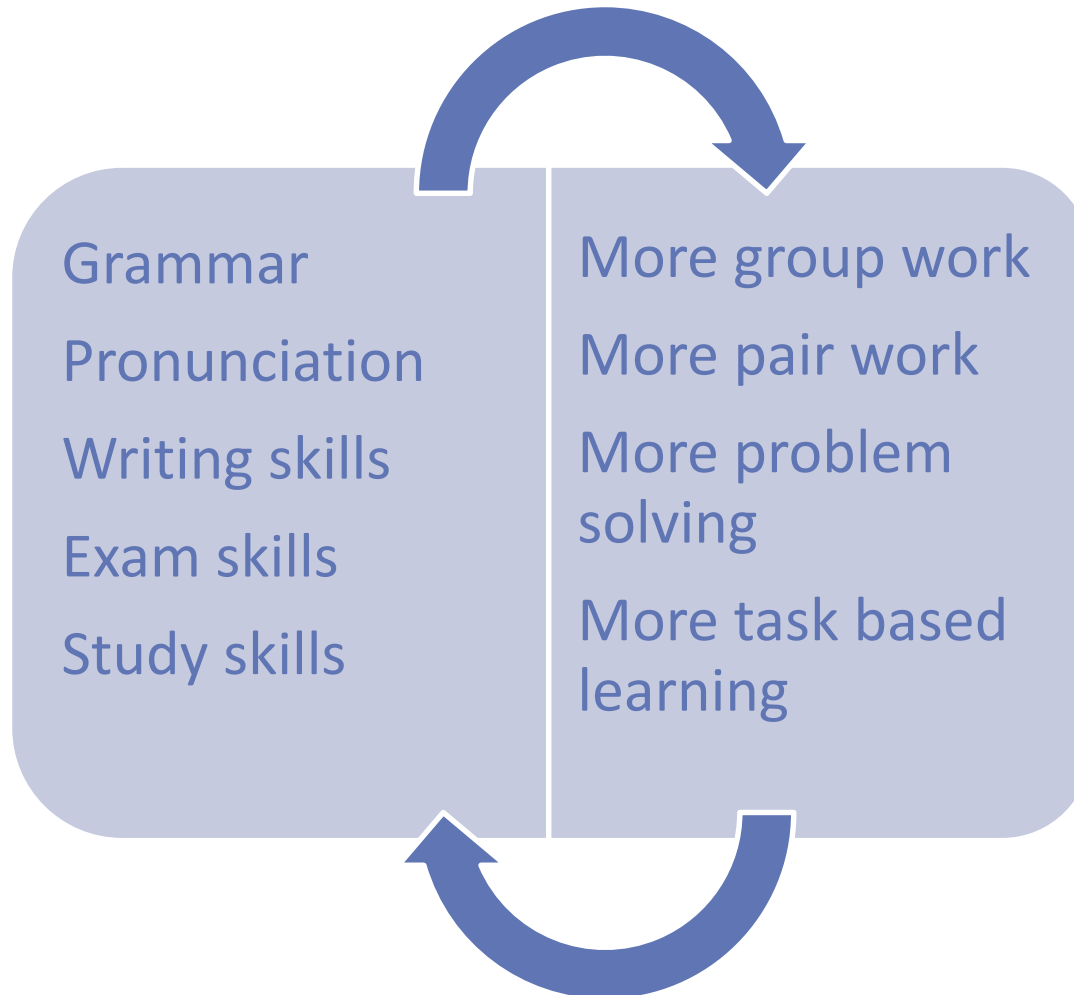 Grammar
Pronunciation
Writing skills
Exam skills
Study skills
More group work
More pair work
More problem
solving
More task based
learning